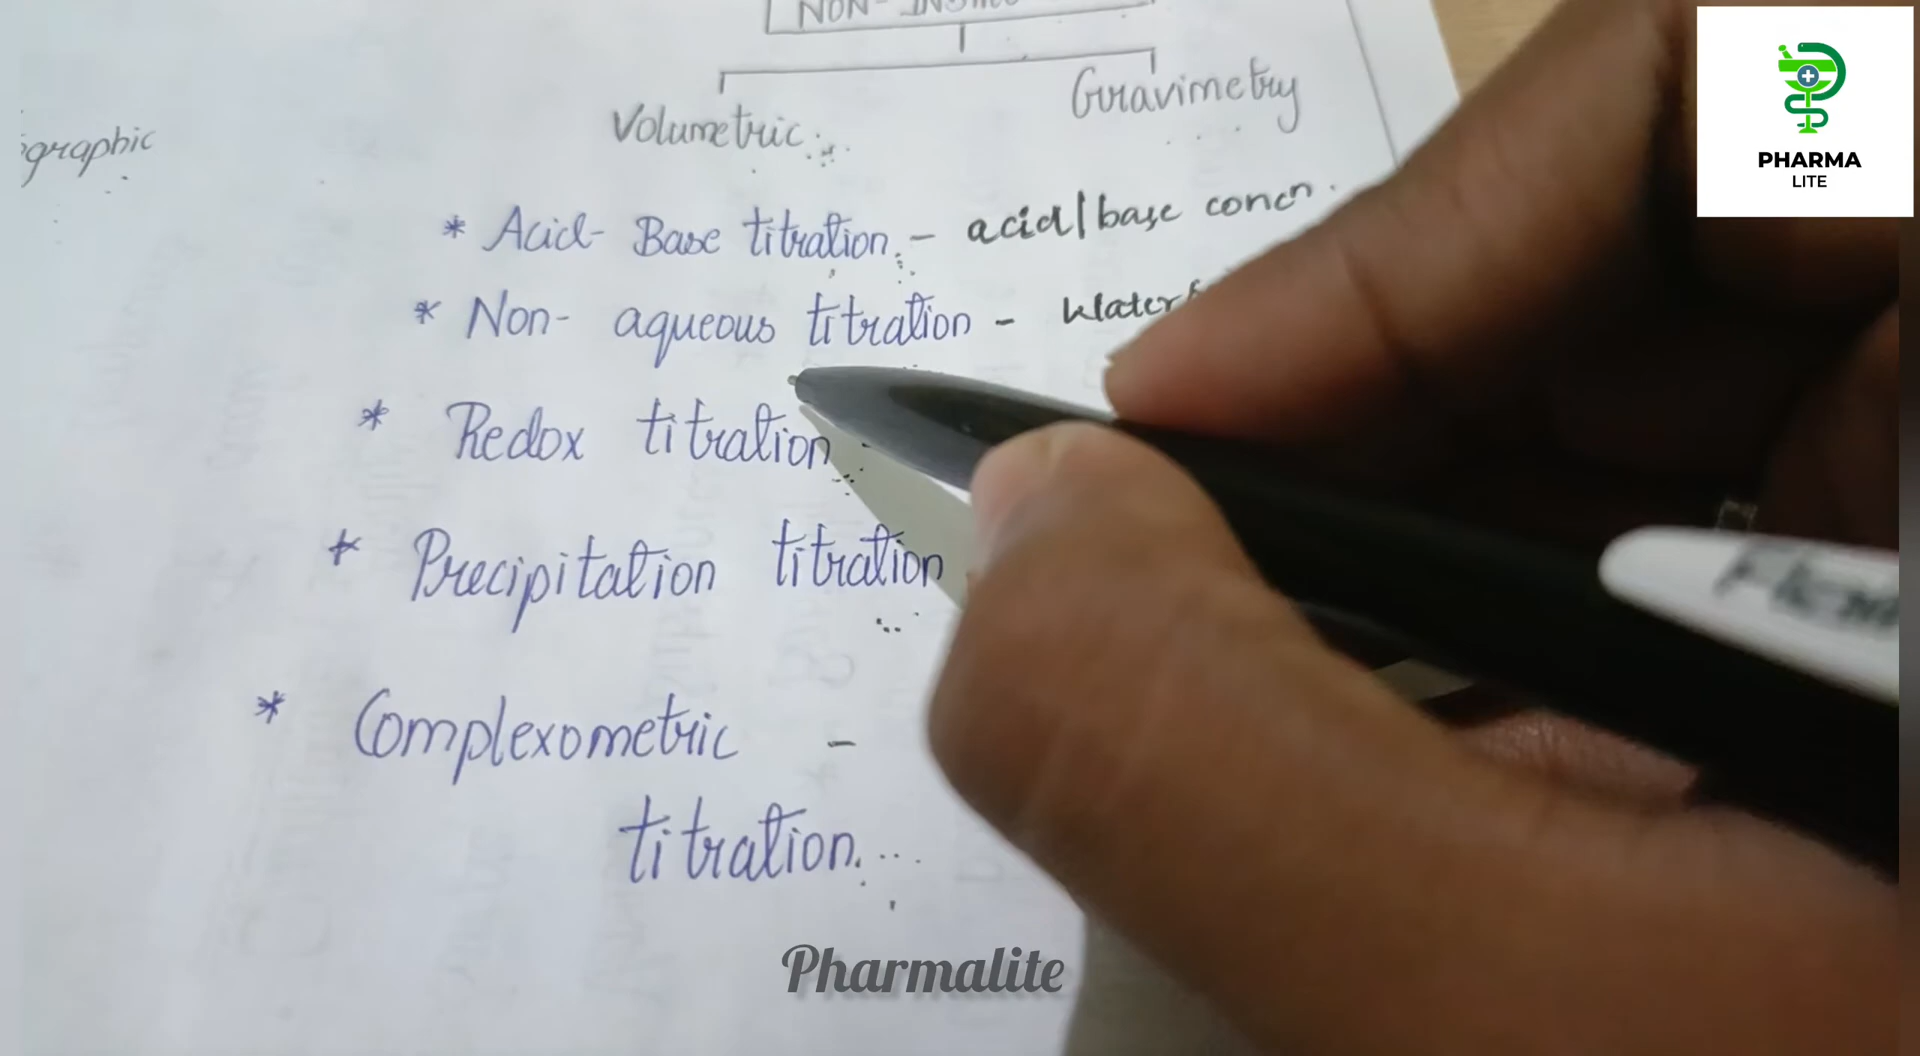 Volumetric
Gravimetry
graphic
* Acid- Base titration - acid/base concn.
* Non- aqueous titration - Water
* Redox titration -
* Precipitation titration
* Complexometric -
titration
PHARMA
LITE
Pharmalite